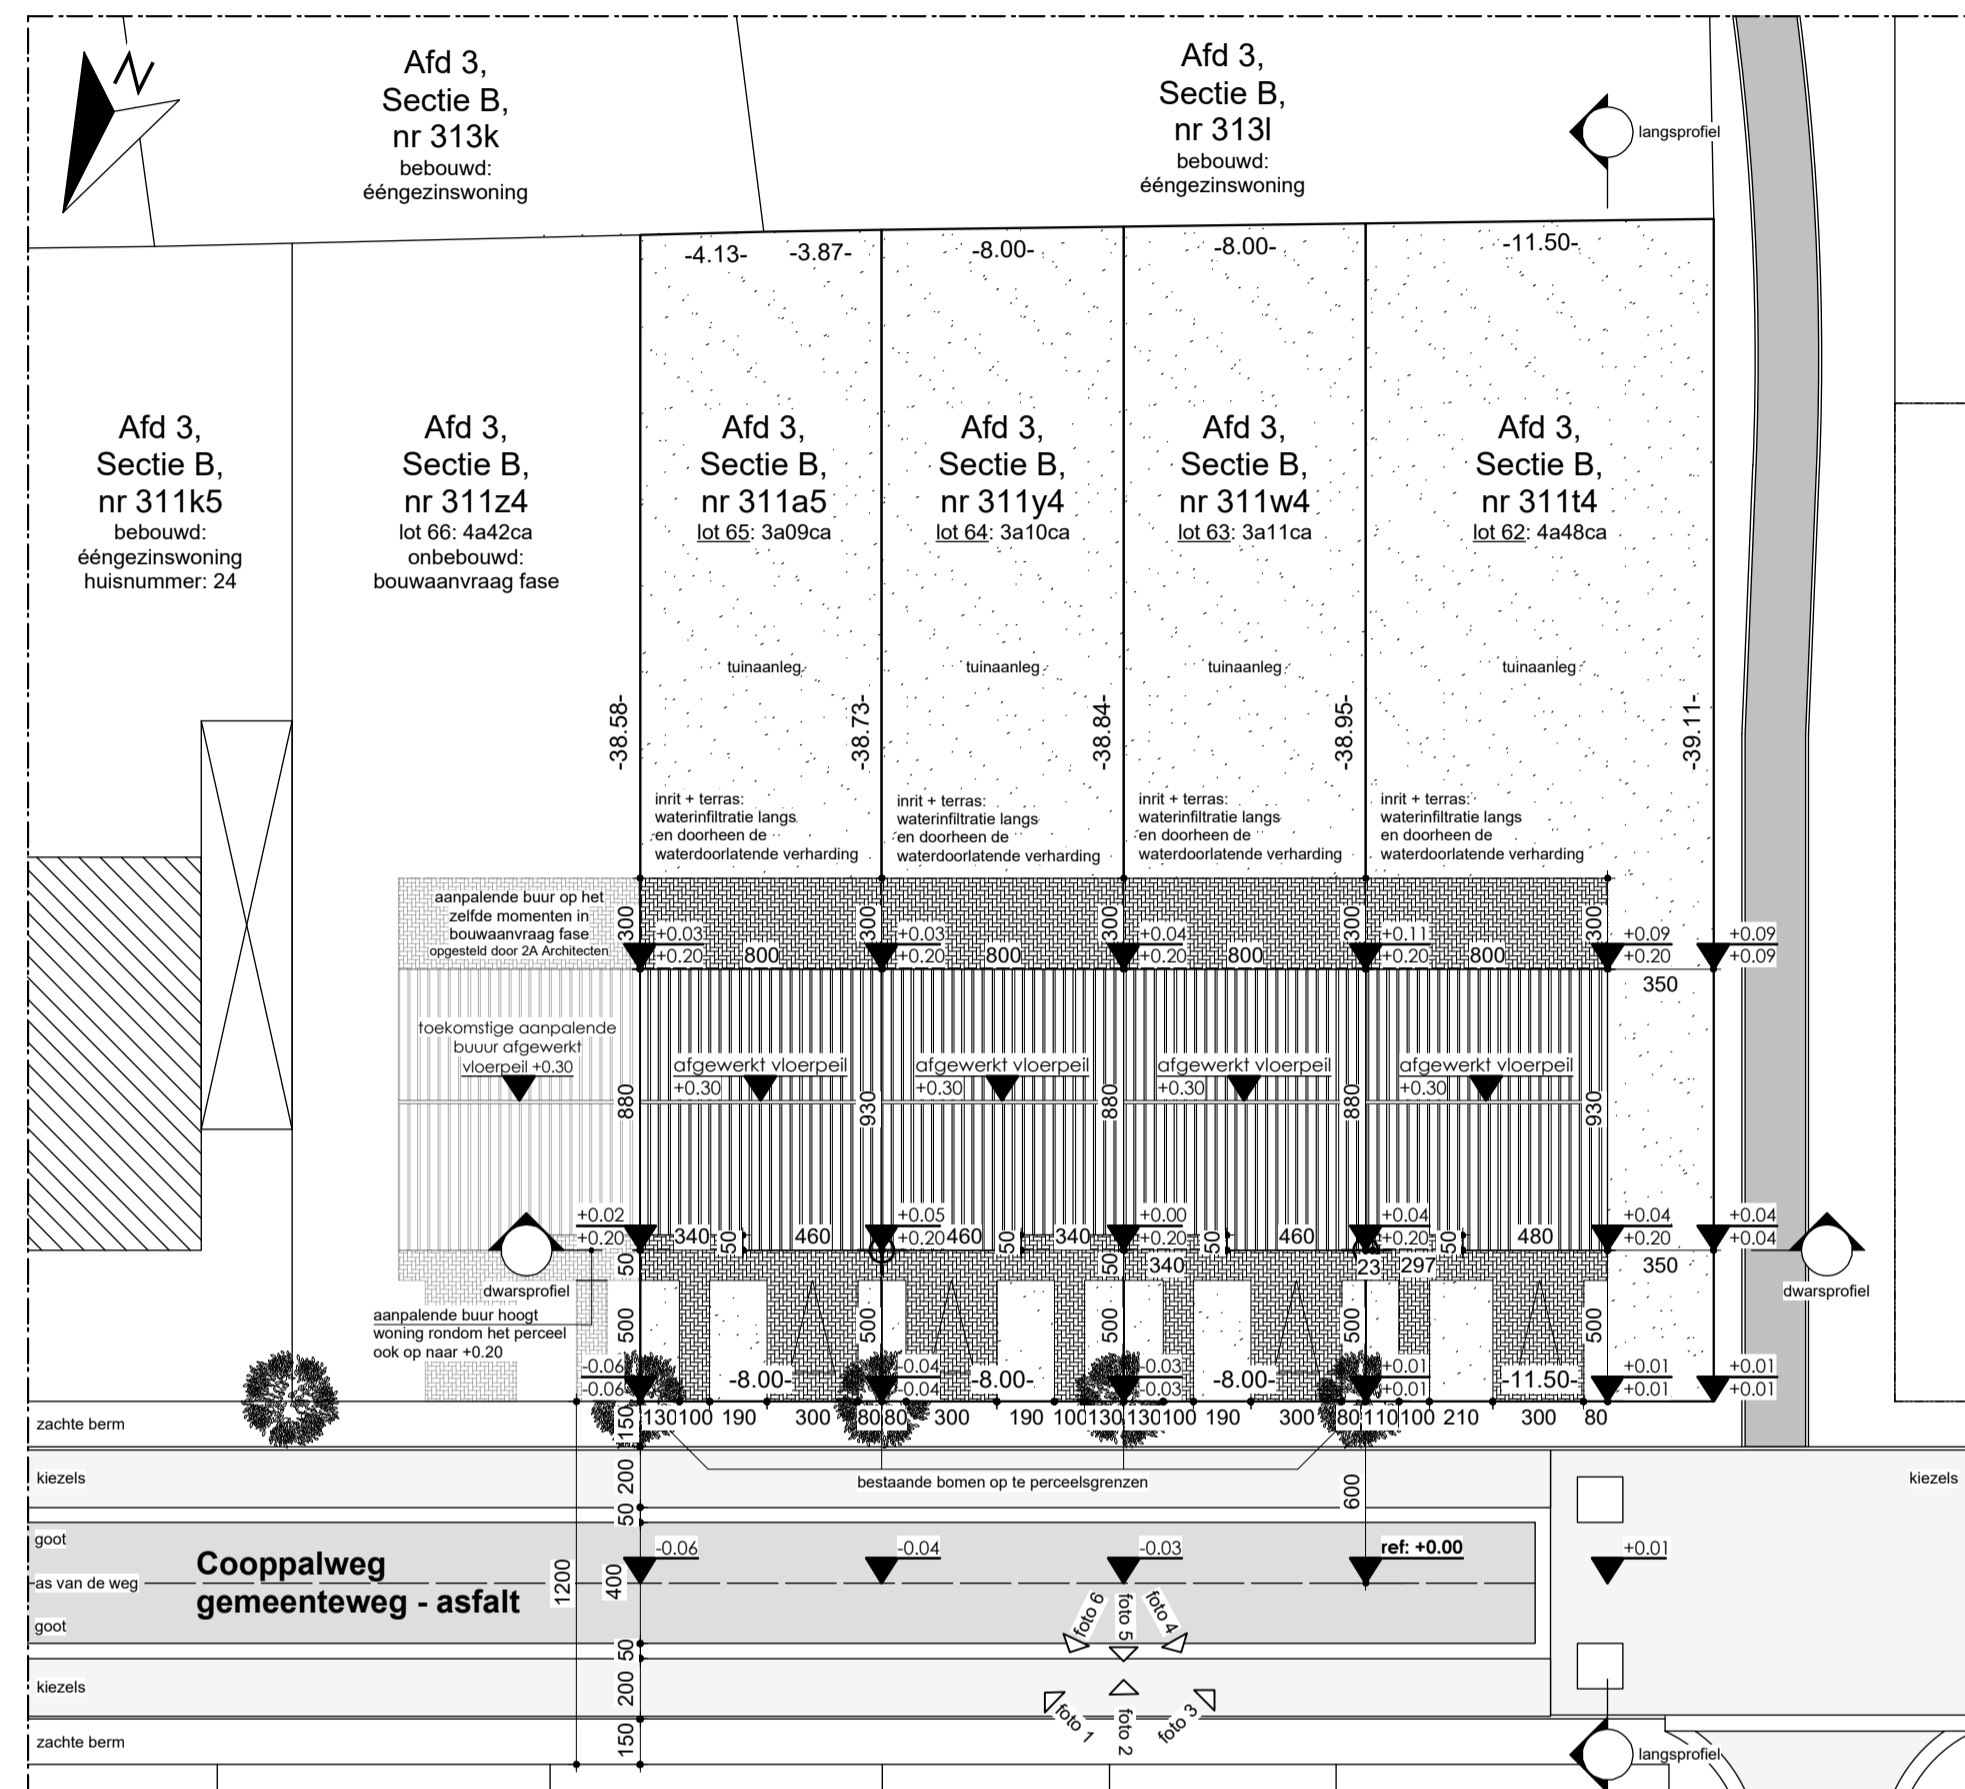 N
Afd 3,
Sectie B,
nr 313k
bebouwd:
ééngezinswoning
Afd 3,
Sectie B,
nr 313l
bebouwd:
ééngezinswoning
langsprofiel
-4.13-
-3.87-
-8.00-
-8.00-
-11.50-
Afd 3,
Sectie B,
nr 311k5
bebouwd:
ééngezinswoning
huisnummer: 24
Afd 3,
Sectie B,
nr 311z4
lot 66: 4a42ca
onbebouwd:
bouwaanvraag fase
Afd 3,
Sectie B,
nr 311a5
lot 65: 3a09ca
Afd 3,
Sectie B,
nr 311y4
lot 64: 3a10ca
Afd 3,
Sectie B,
nr 311w4
lot 63: 3a11ca
Afd 3,
Sectie B,
nr 311t4
lot 62: 4a48ca
tuinaanleg
tuinaanleg
tuinaanleg
tuinaanleg
-38.58-
-38.73-
-38.84-
-38.95-
-39.11-
inrit + terras:
waterinfiltratie langs
en doorheen de
waterdoorlatende verharding
inrit + terras:
waterinfiltratie langs
en doorheen de
waterdoorlatende verharding
inrit + terras:
waterinfiltratie langs
en doorheen de
waterdoorlatende verharding
inrit + terras:
waterinfiltratie langs
en doorheen de
waterdoorlatende verharding
aanpalende buur op het
zelfde momenten in
bouwaanvraag fase
opgesteld door 2A Architecten
300
300
300
300
300
+0.03
+0.20
800
+0.03
+0.20
800
+0.04
+0.20
800
+0.11
+0.20
800
+0.09
+0.20
+0.09
+0.09
350
toekomstige aanpalende
buuur afgewerkt
vloerpeil +0.30
afgewerkt vloerpeil
+0.30
afgewerkt vloerpeil
+0.30
afgewerkt vloerpeil
+0.30
afgewerkt vloerpeil
+0.30
880
930
880
880
930
+0.02
+0.20
340
50
460
+0.05
+0.20
460
50
340
+0.00
+0.20
50
460
+0.04
+0.20
50
480
+0.04
+0.20
+0.04
+0.04
50
50
340
23
297
350
dwarsprofiel
dwarsprofiel
aanpalende buur hoogt
woning rondom het perceel
ook op naar +0.20
500
500
500
500
500
-0.06
-0.06
-8.00-
-0.04
-0.04
-8.00-
-0.03
-0.03
-8.00-
+0.01
+0.01
-11.50-
+0.01
+0.01
+0.01
+0.01
zachte berm
150
130
100
190
300
80
80
300
190
100
130
130
100
190
300
80
110
100
210
300
80
kiezels
200
bestaande bomen op te perceelsgrenzen
600
kiezels
50
goot
as van de weg
goot
Cooppalweg
gemeenteweg - asfalt
1200
400
-0.06
-0.04
-0.03
ref: +0.00
+0.01
foto 6
foto 5
foto 4
50
kiezels
200
foto 1
foto 2
foto 3
zachte berm
150
langsprofiel